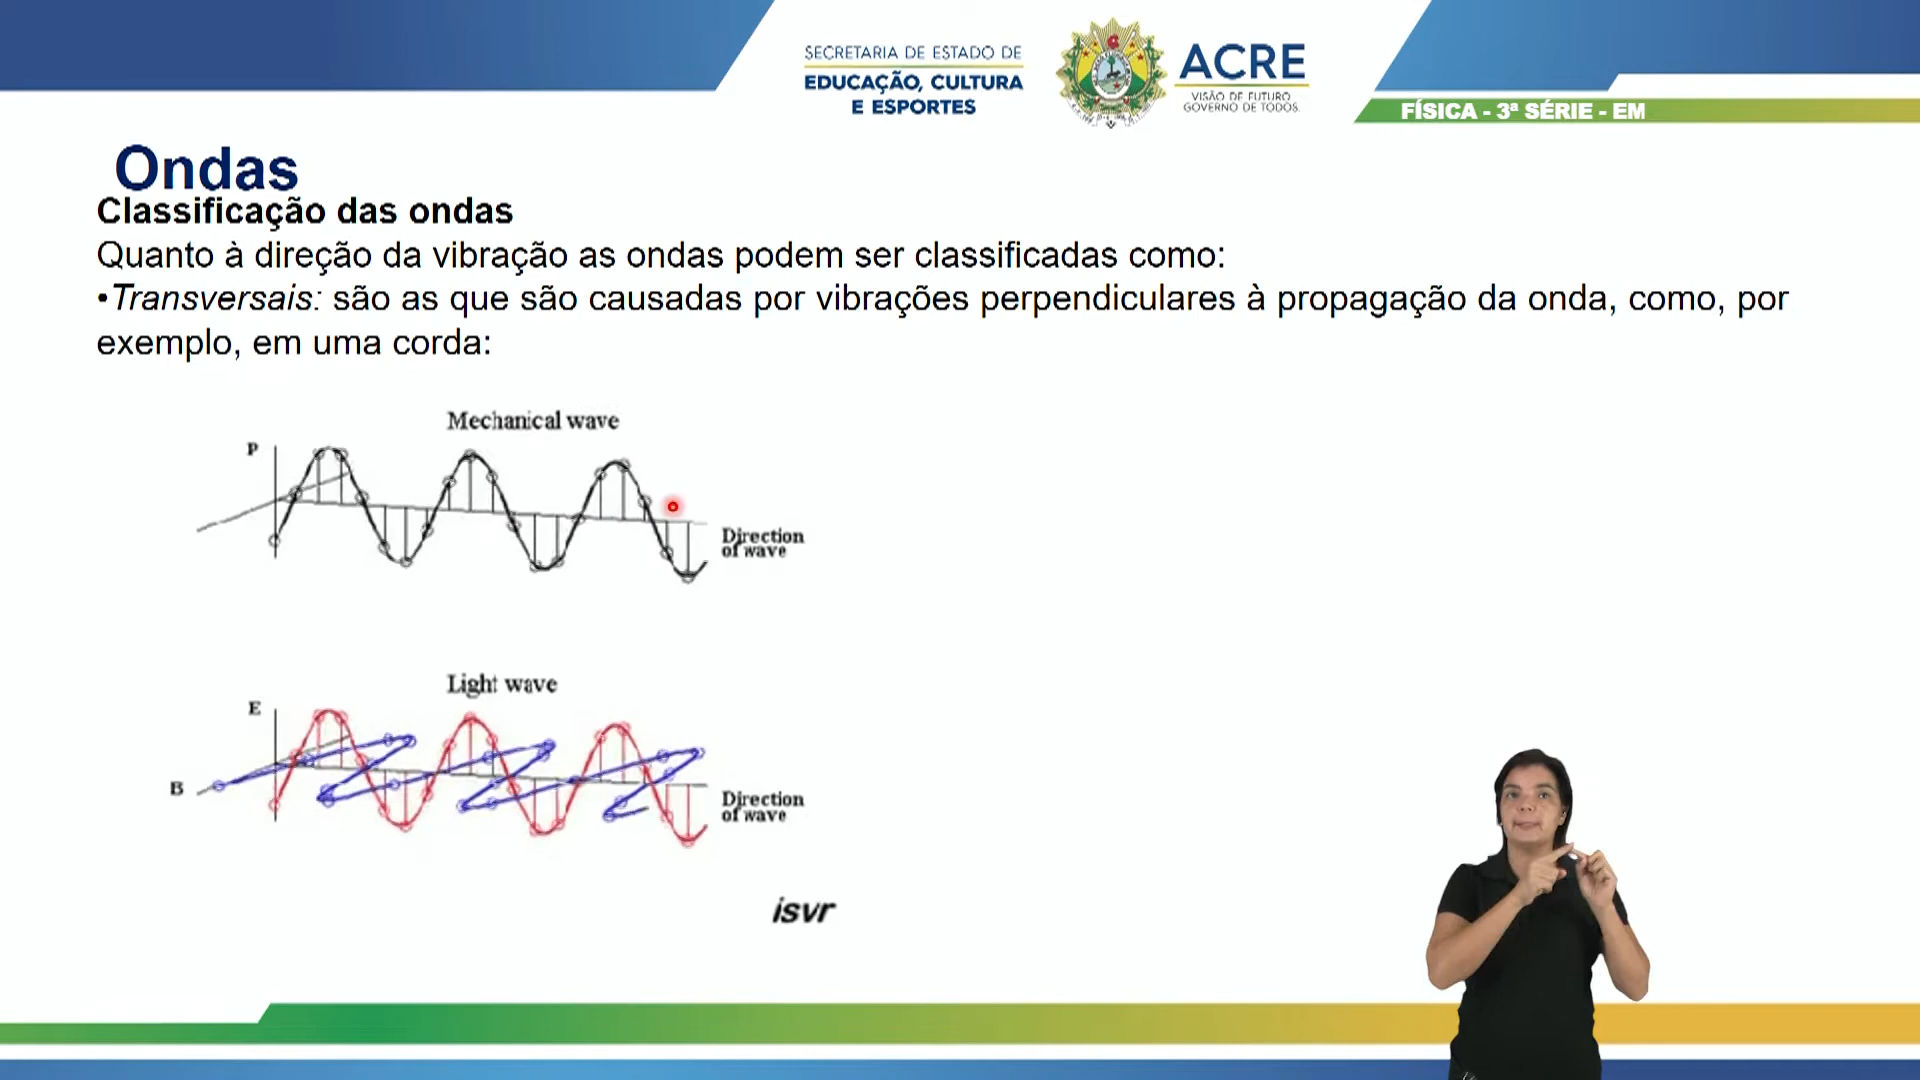 SECRETARIA DE ESTADO DE
EDUCAÇÃO, CULTURA
E ESPORTES
ACRE
VISÃO DE FUTURO
GOVERNO DE TODOS
FÍSICA - 3ª SÉRIE - EM
Ondas
Classificação das ondas
Quanto à direção da vibração as ondas podem ser classificadas como:
•Transversais: são as que são causadas por vibrações perpendiculares à propagação da onda, como, por
exemplo, em uma corda:
Mechanical wave
P
Direction
of wave
Light wave
E
B
Direction
of wave
isvr